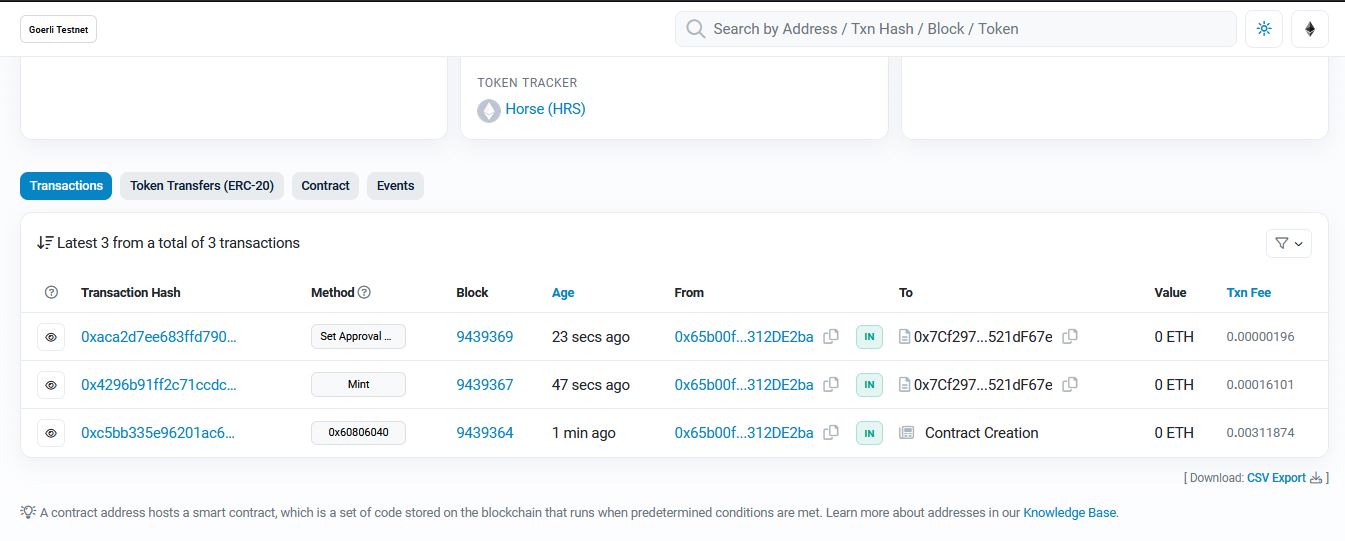 Goerli Testnet
Search by Address / Txn Hash / Block / Token
TOKEN TRACKER
Horse (HRS)
Transactions Token Transfers (ERC-20) Contract Events
Latest 3 from a total of 3 transactions
Transaction Hash Method Block Age From To Value Txn Fee
0xaca2d7ee683ffd790... Set Approval ... 9439369 23 secs ago 0x65b00f...312DE2ba IN 0x7Cf297...521dF67e 0 ETH 0.00000196
0x4296b91ff2c71ccdc... Mint 9439367 47 secs ago 0x65b00f...312DE2ba IN 0x7Cf297...521dF67e 0 ETH 0.00016101
0xc5bb335e96201ac6... 0x60806040 9439364 1 min ago 0x65b00f...312DE2ba IN Contract Creation 0 ETH 0.00311874
[ Download: CSV Export ]
A contract address hosts a smart contract, which is a set of code stored on the blockchain that runs when predetermined conditions are met. Learn more about addresses in our Knowledge Base.